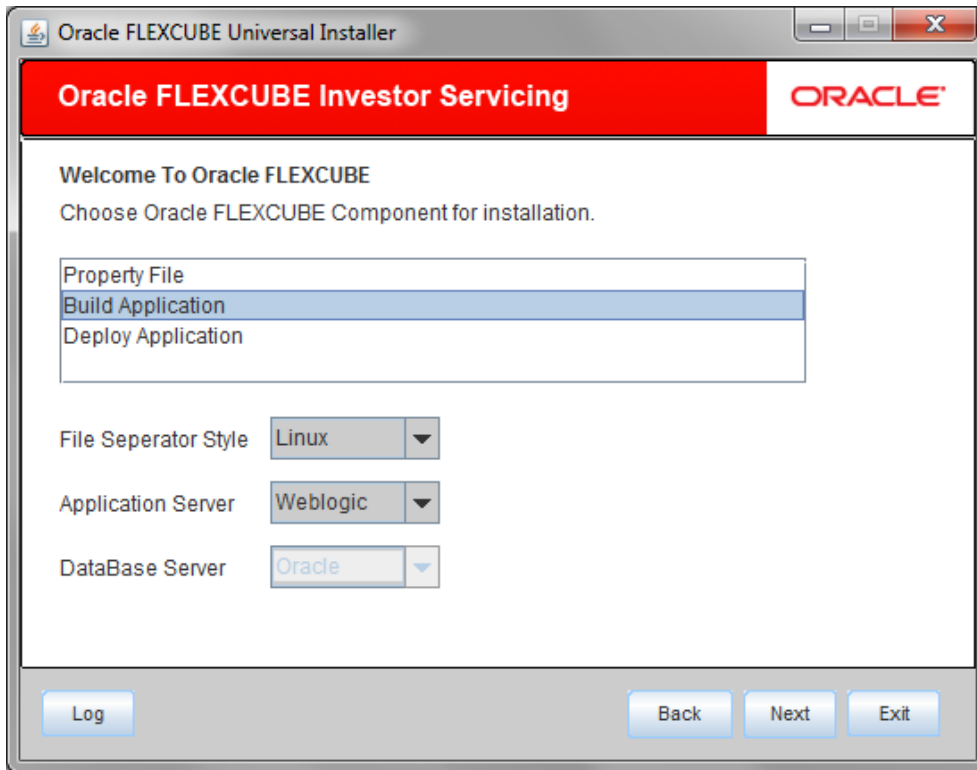 Oracle FLEXCUBE Universal Installer
Oracle FLEXCUBE Investor Servicing
ORACLE
Welcome To Oracle FLEXCUBE
Choose Oracle FLEXCUBE Component for installation.
Property File
Build Application
Deploy Application
File Seperator Style Linux
Application Server Weblogic
DataBase Server Oracle
Log Back Next Exit